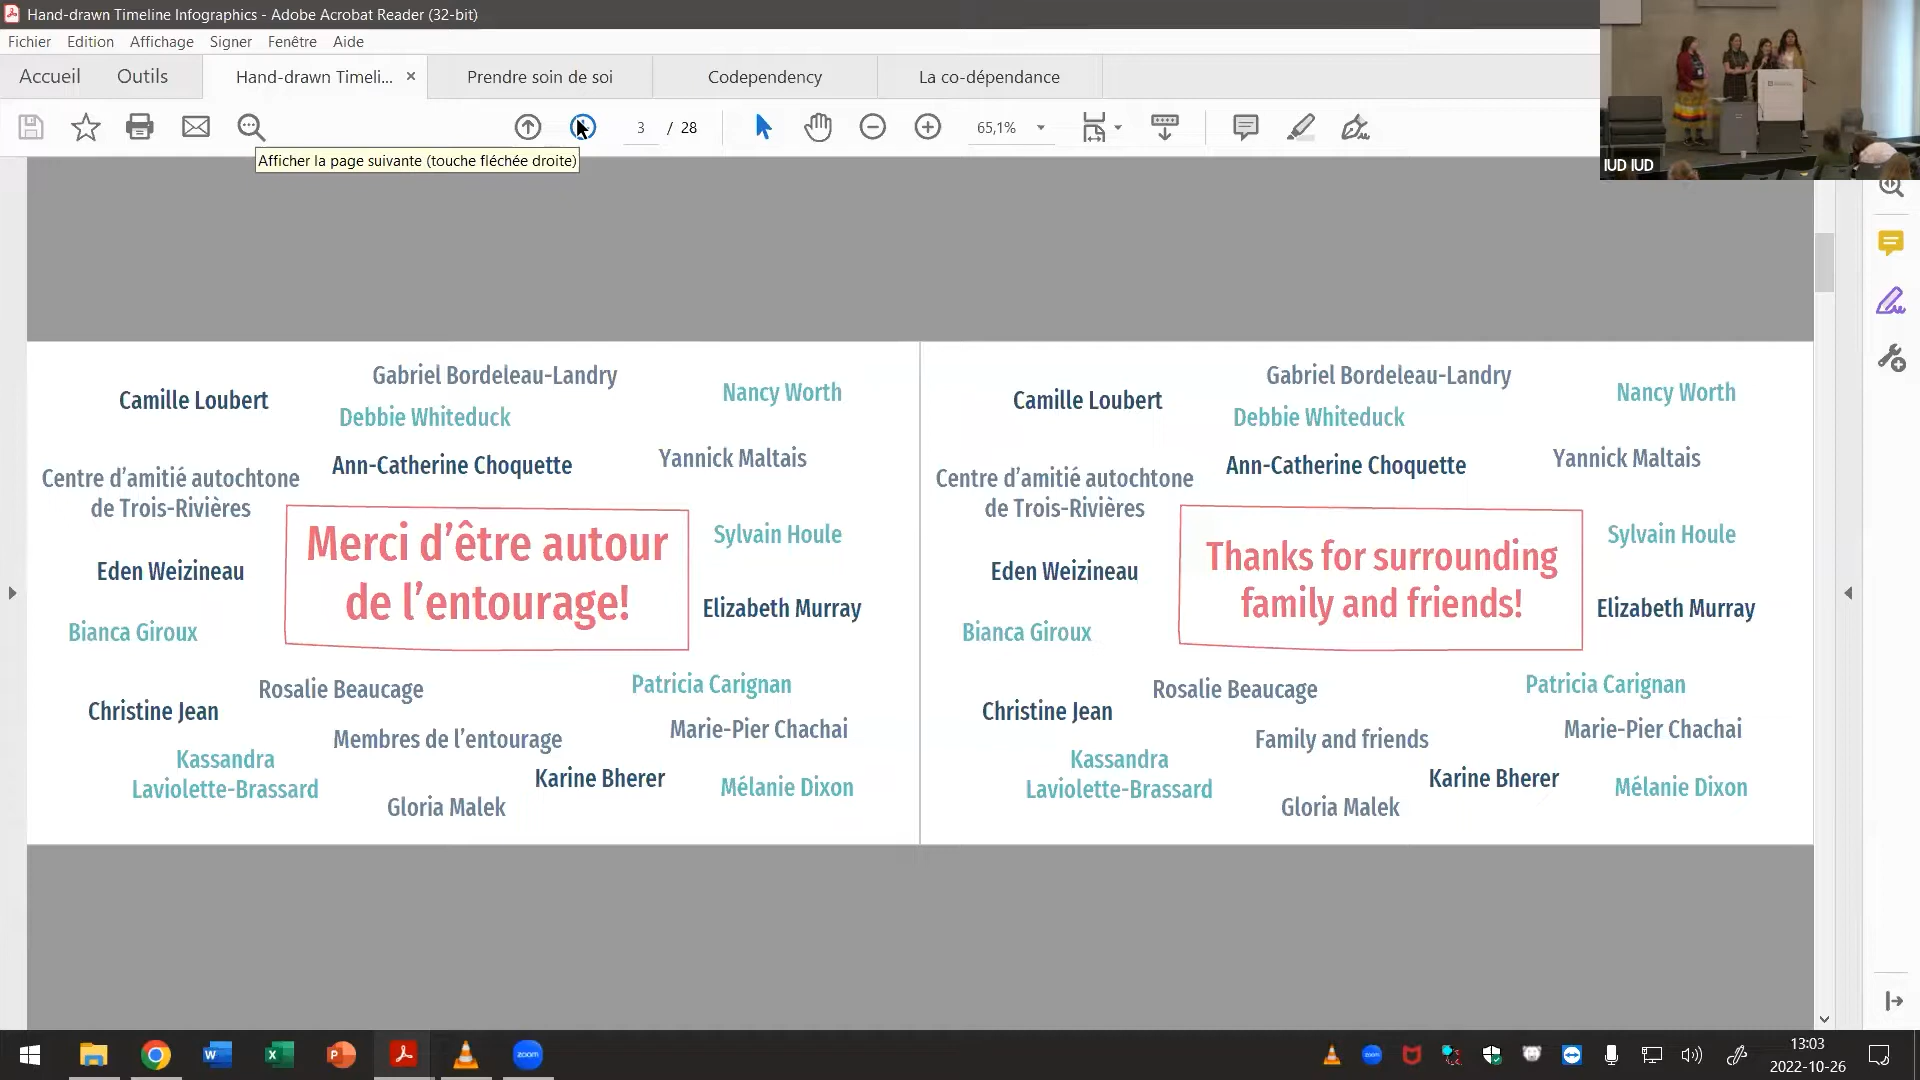 Hand-drawn Timeline Infographics - Adobe Acrobat Reader (32-bit)
Fichier Edition Affichage Signer Fenêtre Aide
Accueil Outils Hand-drawn Timeli... × Prendre soin de soi Codependency La co-dépendance
3 / 28 65,1%
Afficher la page suivante (touche fléchée droite)
IUD IUD
Gabriel Bordeleau-Landry
Camille Loubert
Nancy Worth
Debbie Whiteduck
Ann-Catherine Choquette
Yannick Maltais
Centre d'amitié autochtone
de Trois-Rivières
Merci d'être autour
de l'entourage!
Sylvain Houle
Eden Weizineau
Elizabeth Murray
Bianca Giroux
Rosalie Beaucage
Patricia Carignan
Christine Jean
Membres de l'entourage
Marie-Pier Chachai
Kassandra
Laviolette-Brassard
Karine Bherer
Mélanie Dixon
Gloria Malek
Gabriel Bordeleau-Landry
Camille Loubert
Nancy Worth
Debbie Whiteduck
Ann-Catherine Choquette
Yannick Maltais
Centre d'amitié autochtone
de Trois-Rivières
Thanks for surrounding
family and friends!
Sylvain Houle
Eden Weizineau
Elizabeth Murray
Bianca Giroux
Rosalie Beaucage
Patricia Carignan
Christine Jean
Family and friends
Marie-Pier Chachai
Kassandra
Laviolette-Brassard
Karine Bherer
Mélanie Dixon
Gloria Malek
zoom
13:03
2022-10-26